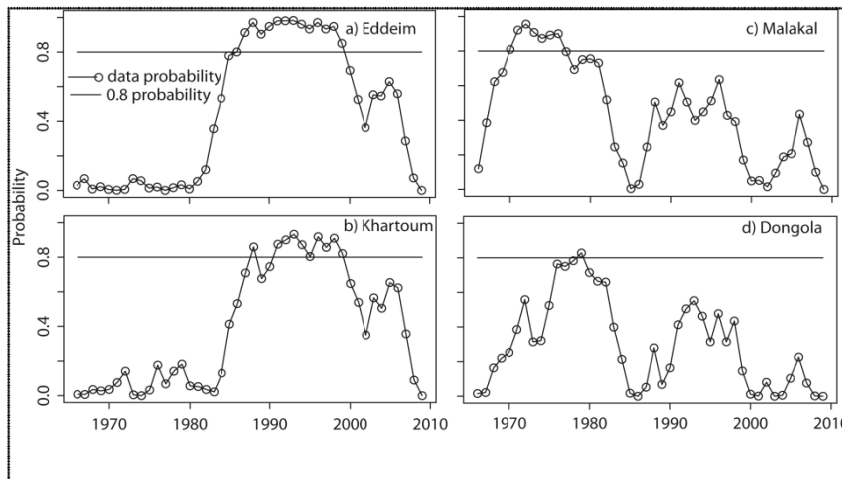 a) Eddeim
data probability
0.8 probability
0.8
0.4
0.0
c) Malakal
Probability
b) Khartoum
0.8
0.4
0.0
d) Dongola
1970 1980 1990 2000 2010
1970 1980 1990 2000 2010